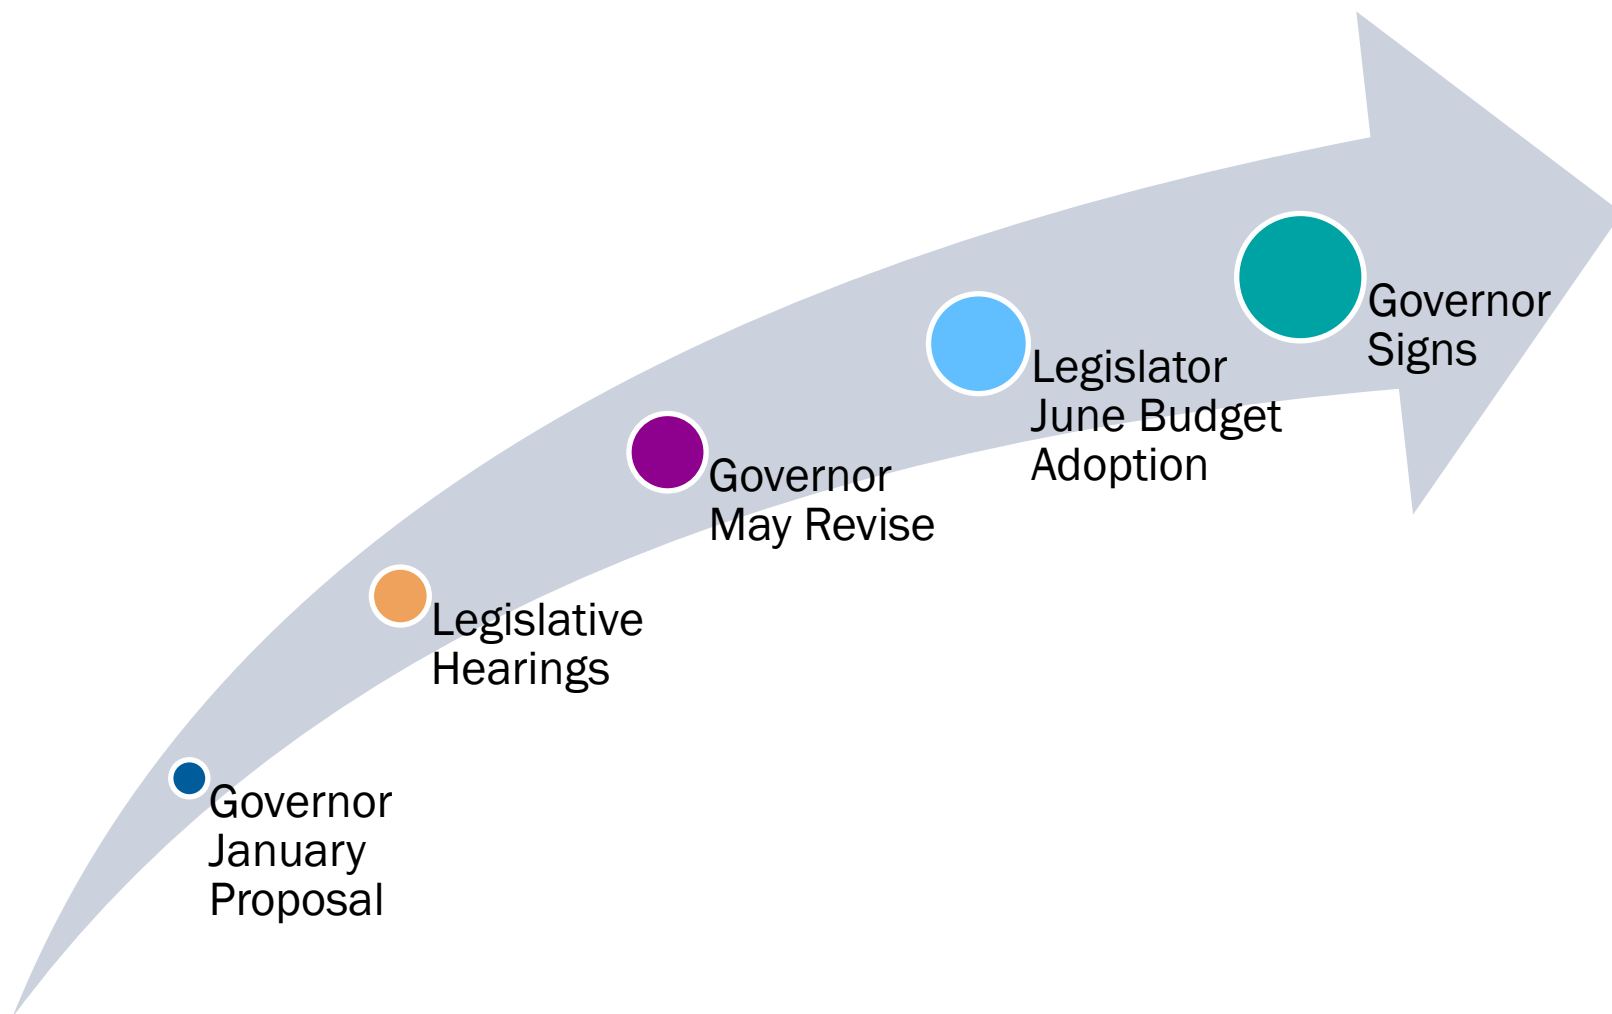 Governor
January
Proposal
Legislative
Hearings
Governor
May Revise
Legislator
June Budget
Adoption
Governor
Signs